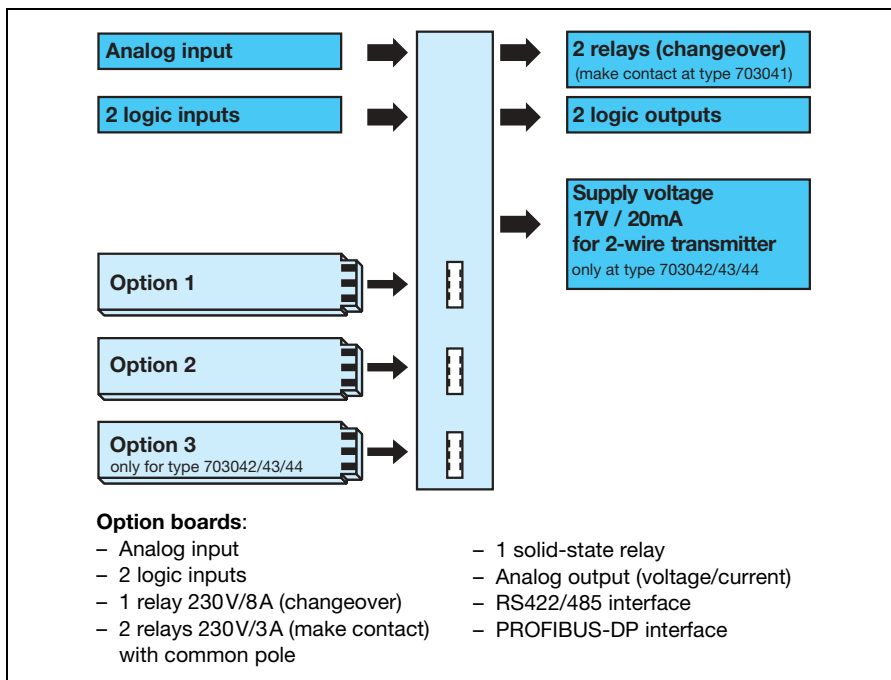 Analog input
2 relays (changeover)
(make contact at type 703041)
2 logic inputs
2 logic outputs
Supply voltage
17V / 20mA
for 2-wire transmitter
only at type 703042/43/44
Option 1
Option 2
Option 3
only for type 703042/43/44
Option boards:
– Analog input
– 2 logic inputs
– 1 relay 230V/8A (changeover)
– 2 relays 230V/3A (make contact)
with common pole
– 1 solid-state relay
– Analog output (voltage/current)
– RS422/485 interface
– PROFIBUS-DP interface